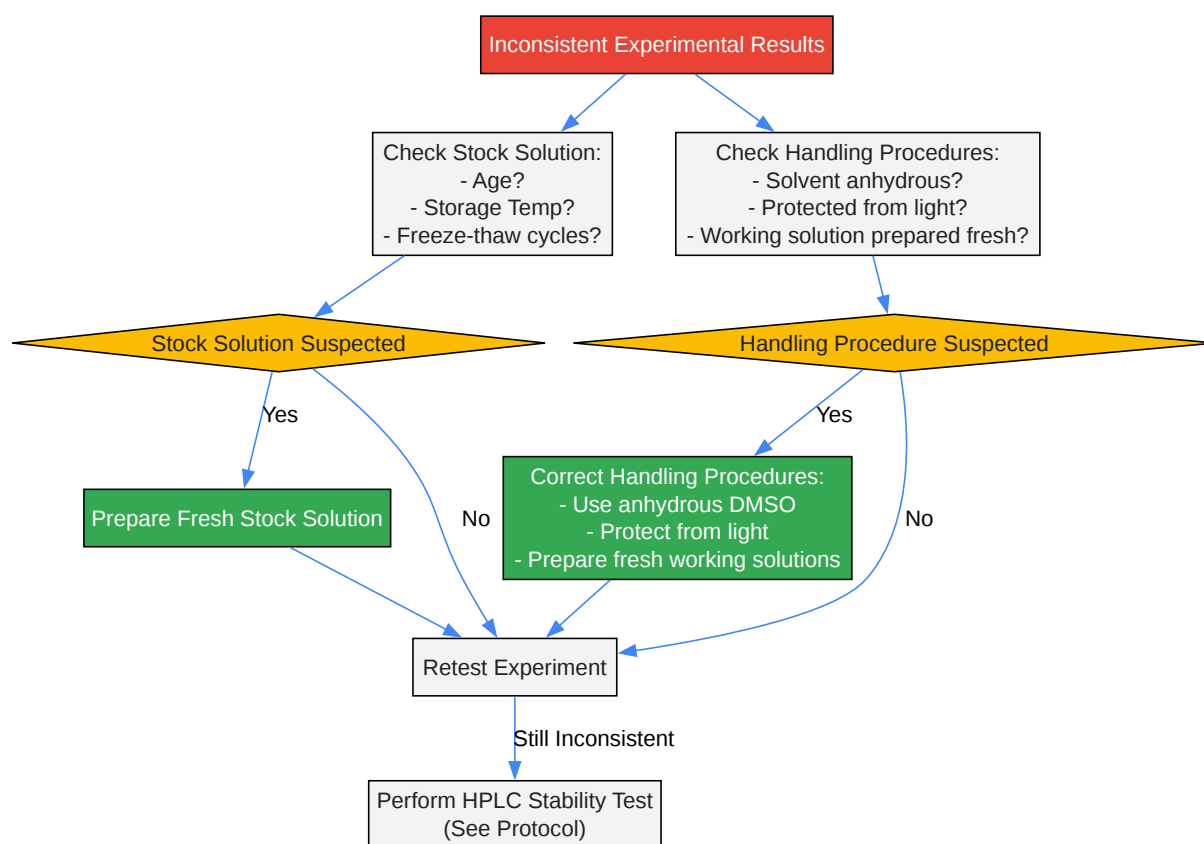 Inconsistent Experimental Results
Check Stock Solution:
- Age?
- Storage Temp?
- Freeze-thaw cycles?
Check Handling Procedures:
- Solvent anhydrous?
- Protected from light?
- Working solution prepared fresh?
Stock Solution Suspected
Handling Procedure Suspected
Yes
Yes
Prepare Fresh Stock Solution
No
Correct Handling Procedures:
- Use anhydrous DMSO
- Protect from light
- Prepare fresh working solutions
No
Retest Experiment
Still Inconsistent
Perform HPLC Stability Test
(See Protocol)